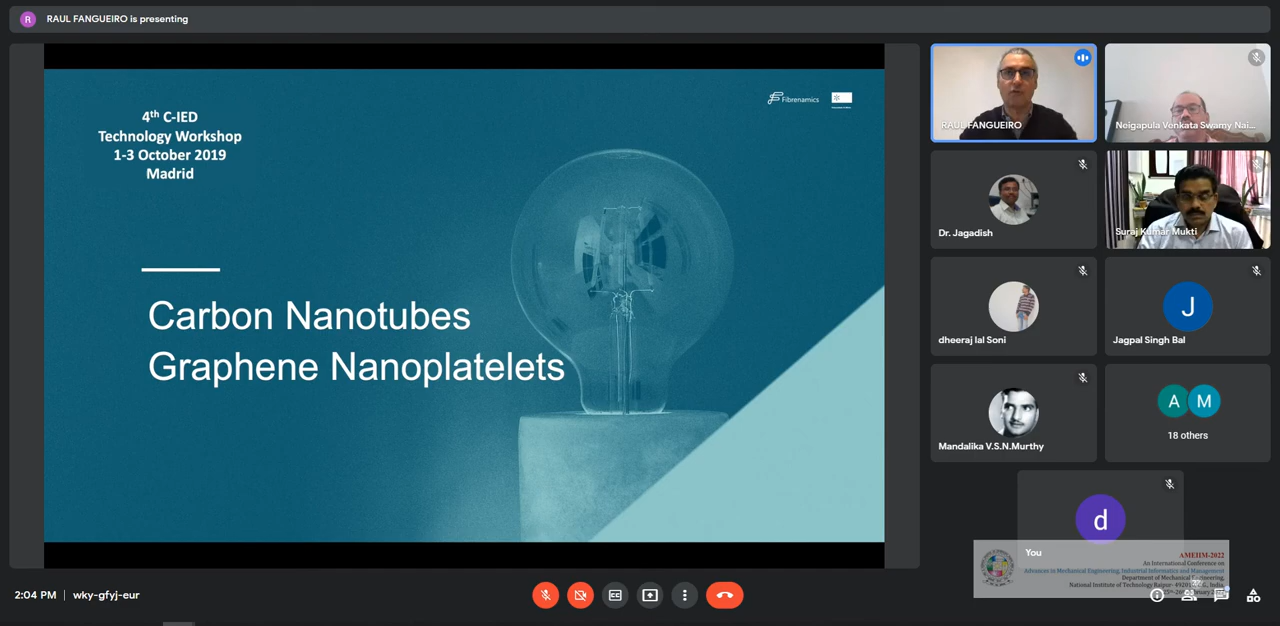 R
RAUL FANGUEIRO is presenting
4th C-IED
Technology Workshop
1-3 October 2019
Madrid
Fibrenamics
Carbon Nanotubes
Graphene Nanoplatelets
RAUL FANGUEIRO
Neigapula Venkata Swamy Nai...
Dr. Jagadish
Suraj Kumar Mukti
dheeraj lal Soni
J
Jagpal Singh Bal
Mandalika V.S.N.Murthy
A M
18 others
d
You
AMEIIM-2022
An International Conference on
Advances in Mechanical Engineering, Industrial Informatics and Management
Department of Mechanical Engineering,
National Institute of Technology Raipur-
India,
2022
2:04 PM | wky-gfyj-eur